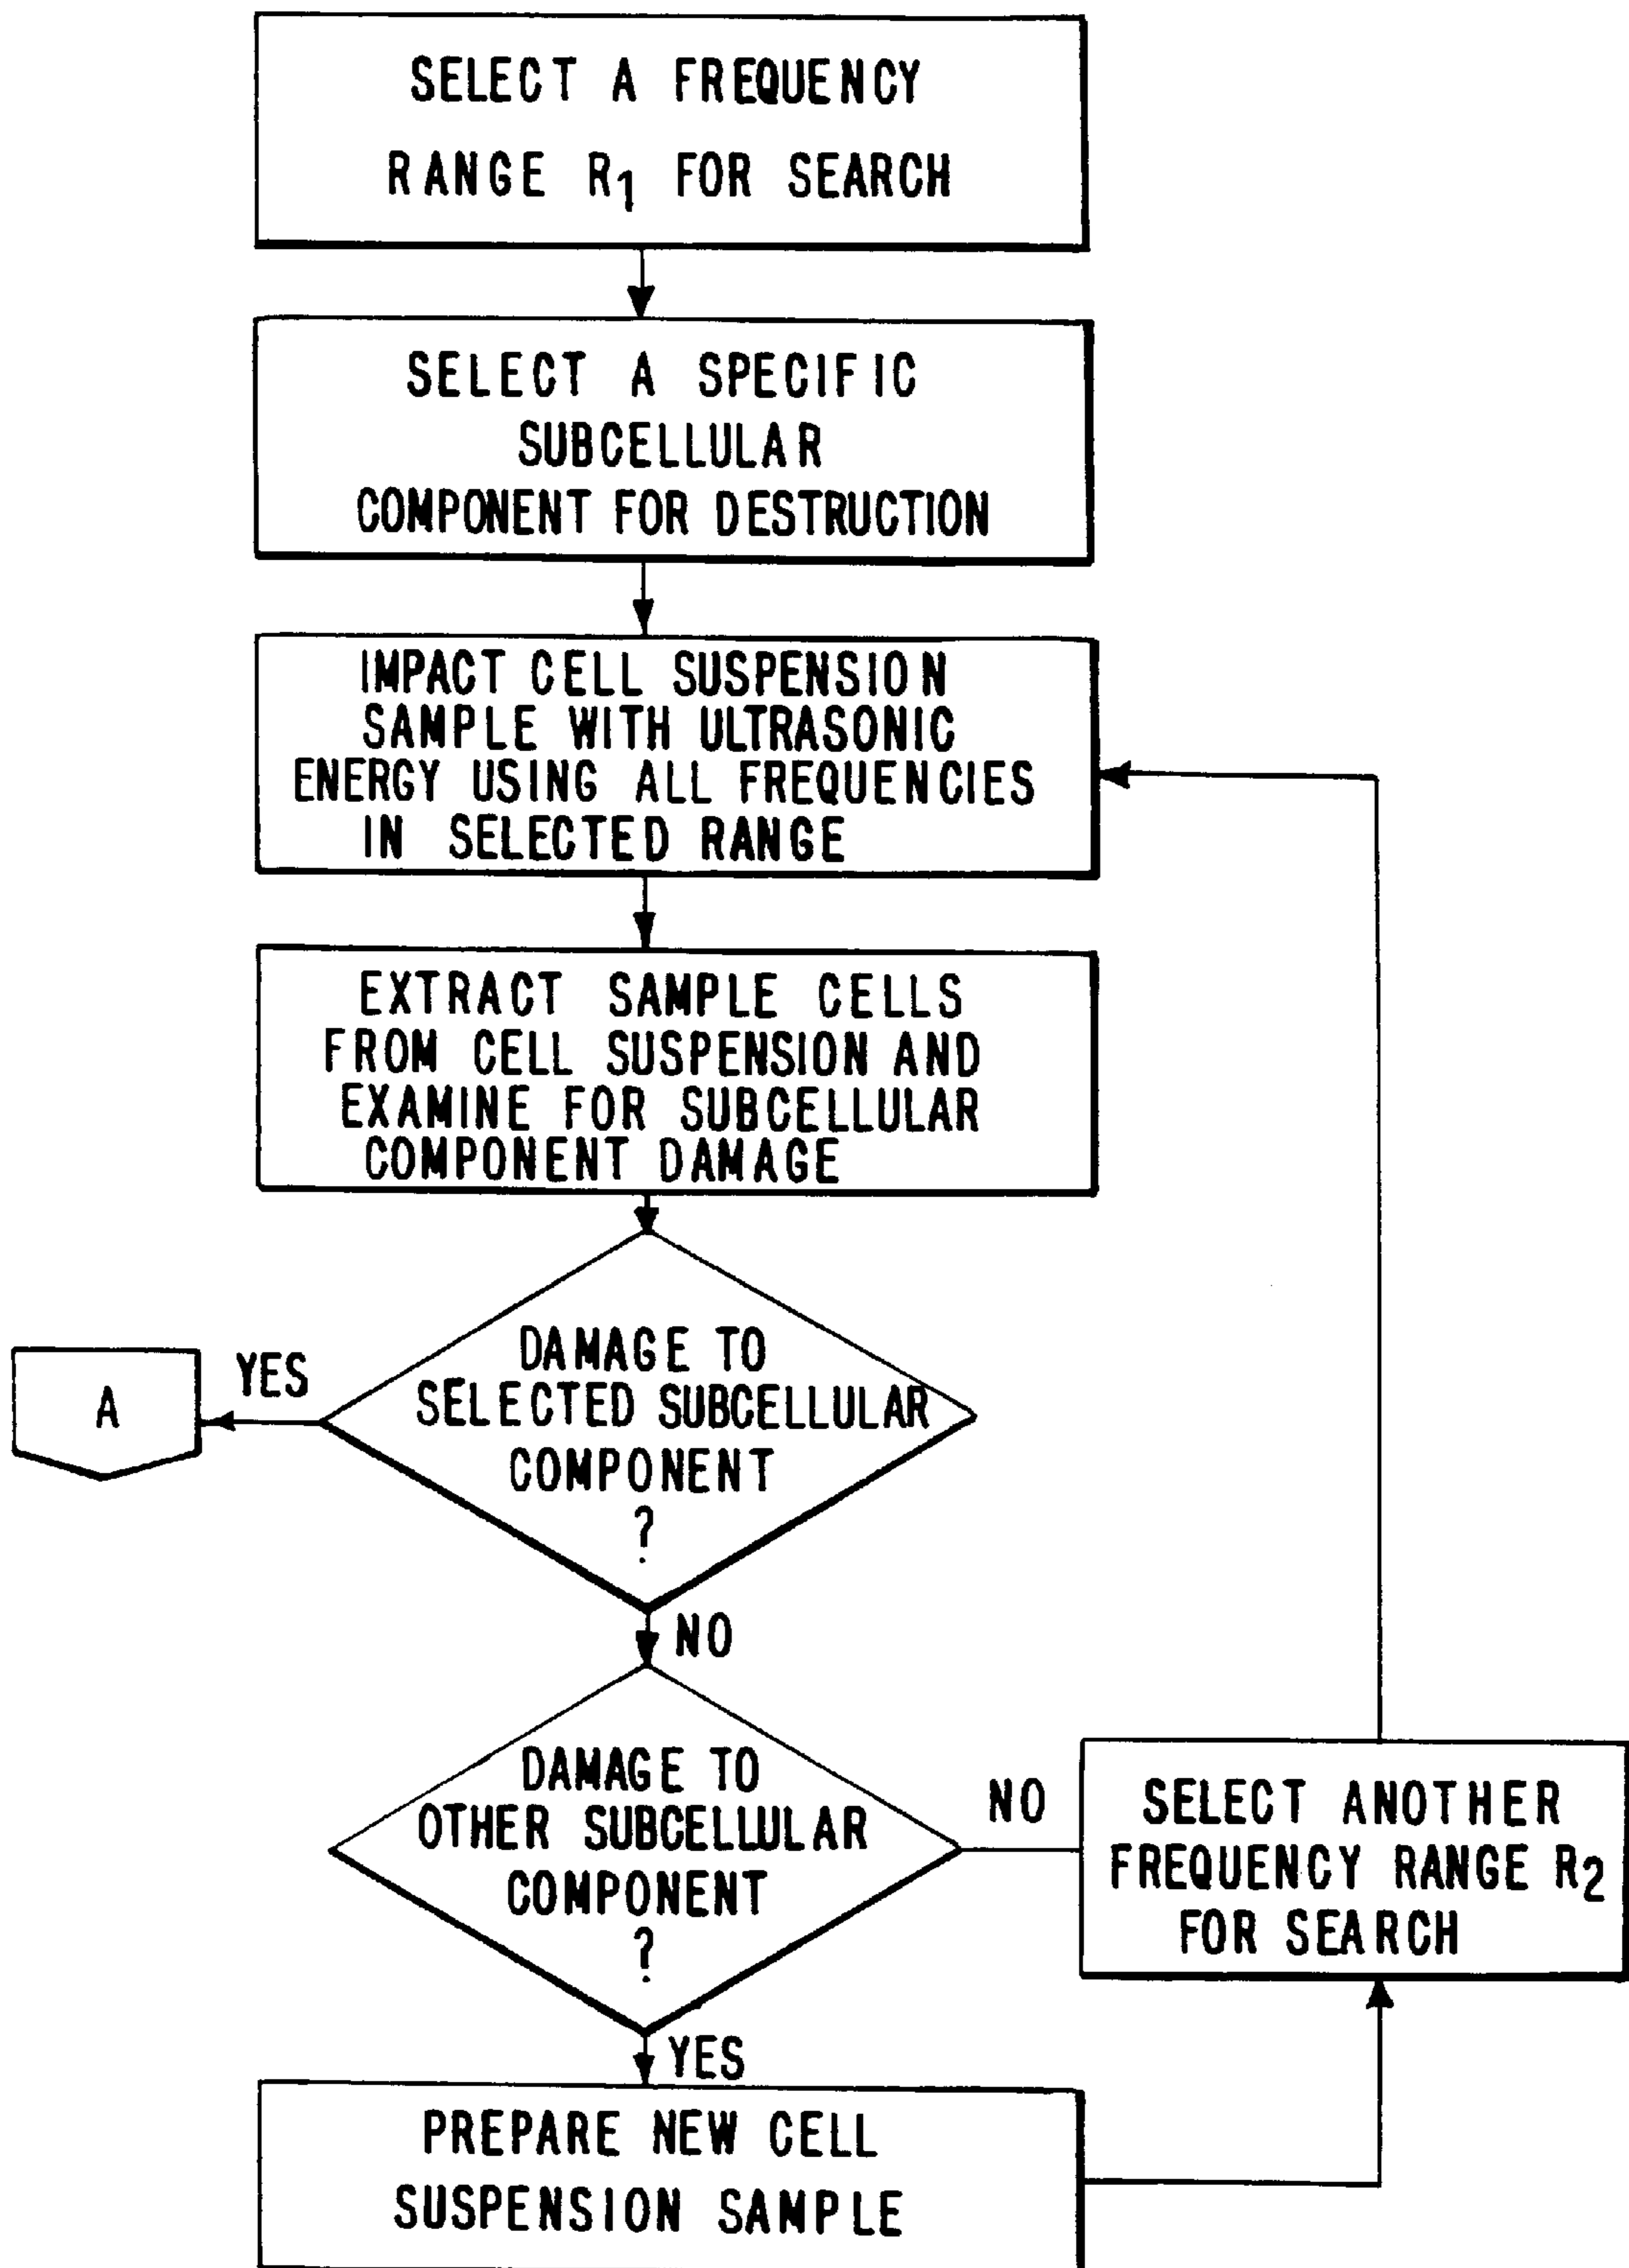 SELECT A FREQUENCY
RANGE R1 FOR SEARCH
SELECT A SPECIFIC
SUBCELLULAR
COMPONENT FOR DESTRUCTION
IMPACT CELL SUSPENSION
SAMPLE WITH ULTRASONIC
ENERGY USING ALL FREQUENCIES
IN SELECTED RANGE
EXTRACT SAMPLE CELLS
FROM CELL SUSPENSION AND
EXAMINE FOR SUBCELLULAR
COMPONENT DAMAGE
DAMAGE TO
SELECTED SUBCELLULAR
COMPONENT
?
YES
A
NO
DAMAGE TO
OTHER SUBCELLULAR
COMPONENT
?
NO
SELECT ANOTHER
FREQUENCY RANGE R2
FOR SEARCH
YES
PREPARE NEW CELL
SUSPENSION SAMPLE